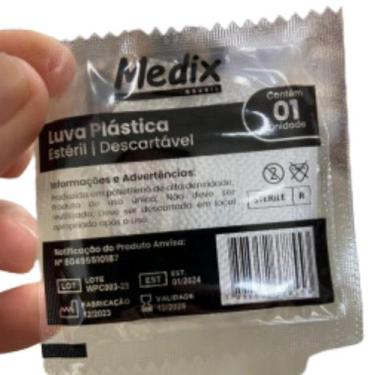 Medix
BRASIL
Contém
01
unidade
Luva Plástica
Estéril | Descartável
Informações e Advertências:
Produzida em polietileno de alta densidade.
Produto de uso único; Não deve ser
reutilizado; Deve ser descartado em local
apropriado após o uso.
STERILE R
Notificação do Produto Anvisa:
Nº 80495510187
LOT LOTE
WPC003-23
EST EST.
01/2024
FABRICAÇÃO
12/2023
VALIDADE
12/2028